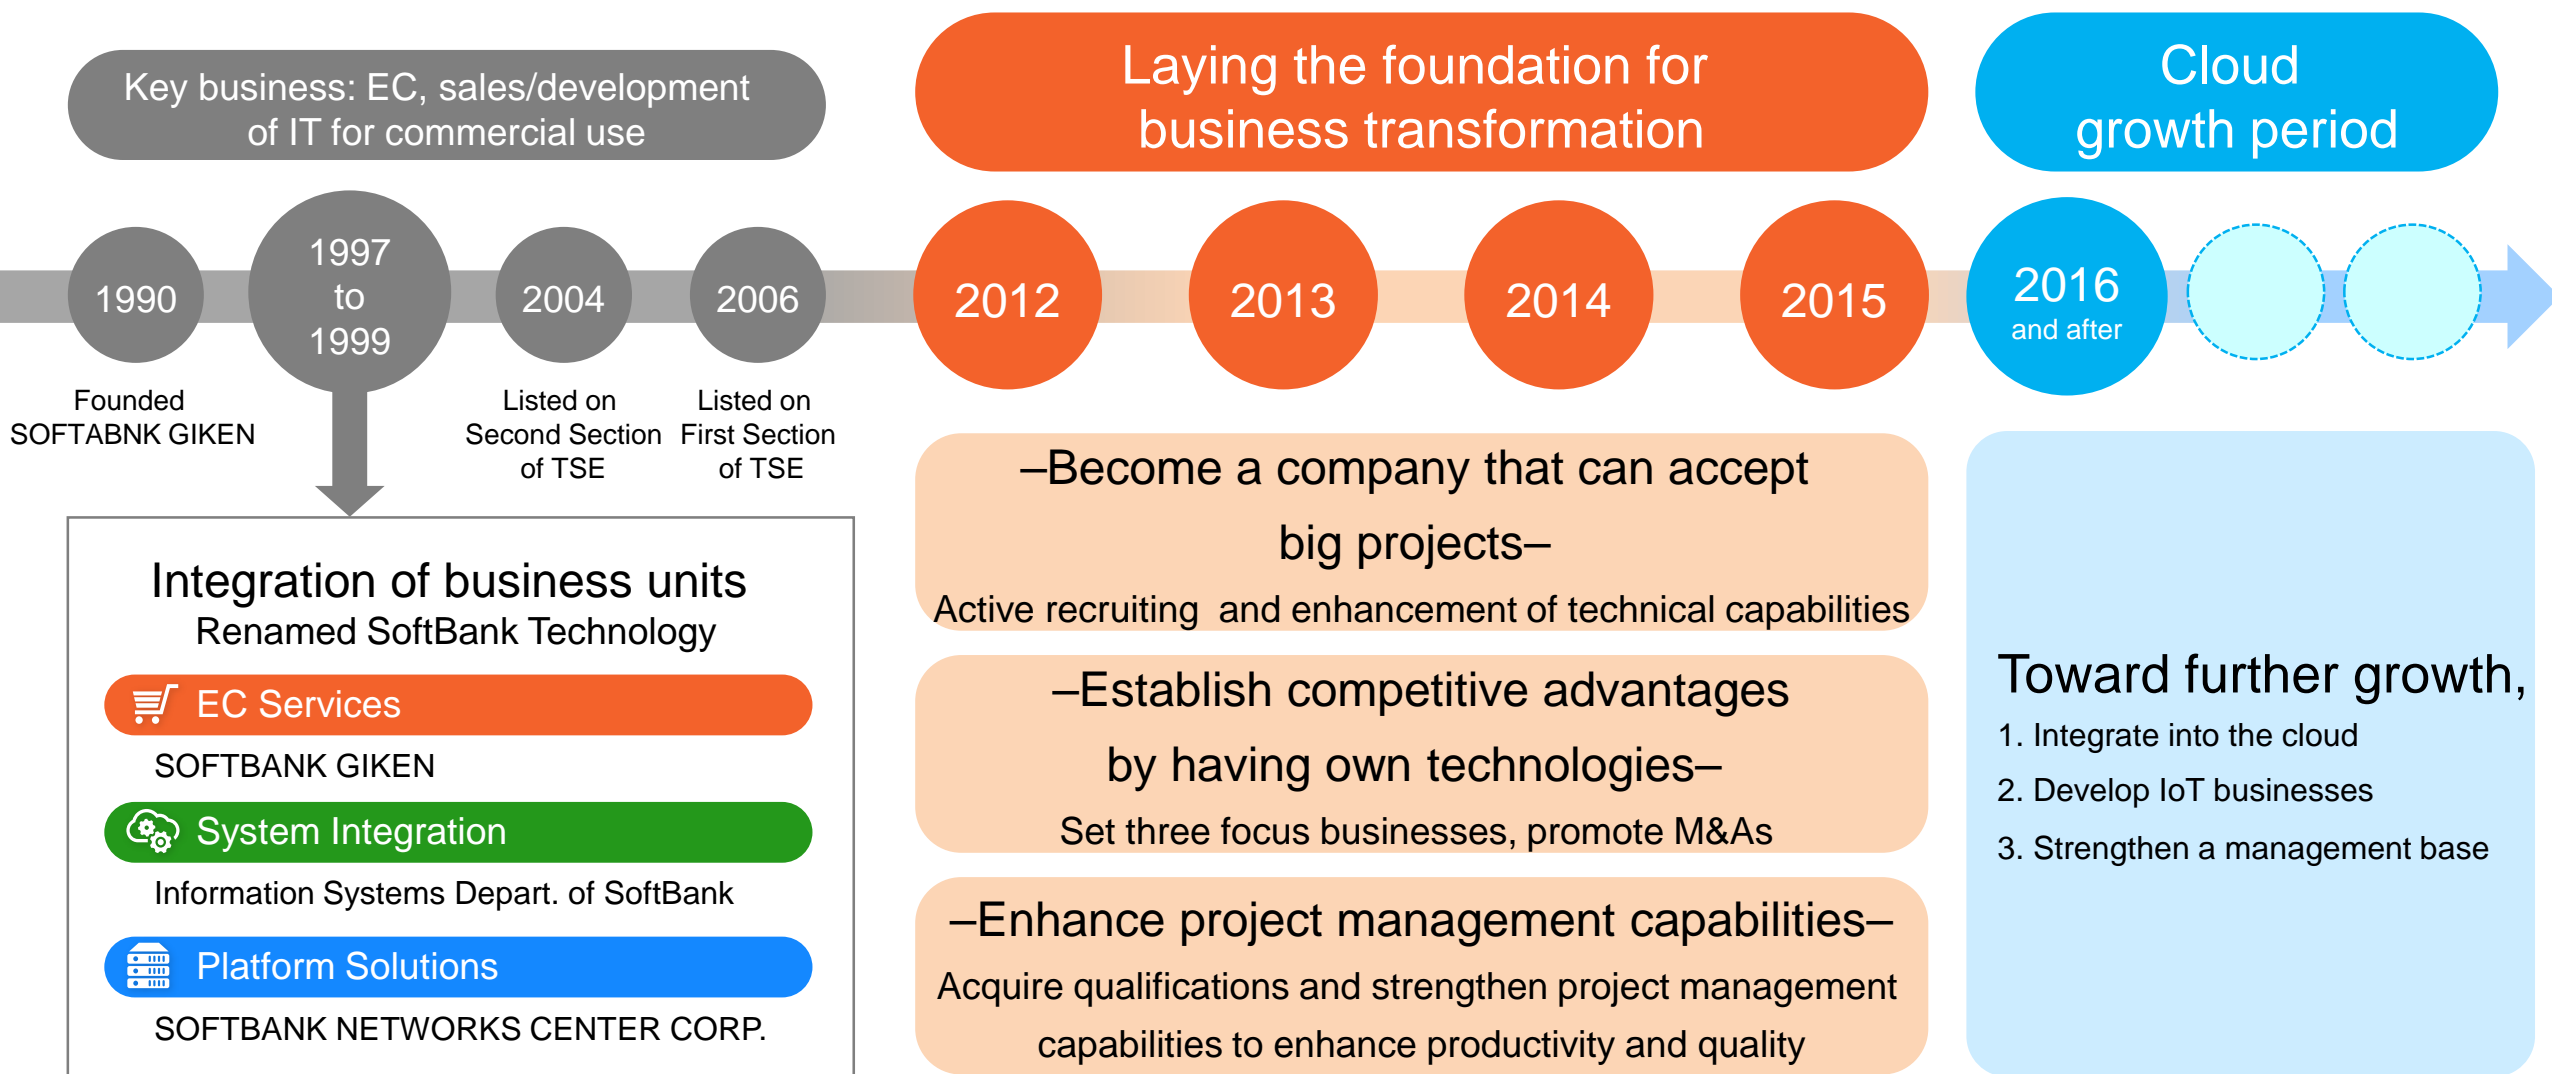 Key business: EC, sales/development
of IT for commercial use
Laying the foundation for
business transformation
Cloud
growth period
1990
1997
to
1999
2004
2006
2012
2013
2014
2015
2016
and after
Founded
SOFTABNK GIKEN
Listed on
Second Section
of TSE
Listed on
First Section
of TSE
Integration of business units
Renamed SoftBank Technology
EC Services
SOFTBANK GIKEN
System Integration
Information Systems Depart. of SoftBank
Platform Solutions
SOFTBANK NETWORKS CENTER CORP.
–Become a company that can accept
big projects–
Active recruiting  and enhancement of technical capabilities
–Establish competitive advantages
by having own technologies–
Set three focus businesses, promote M&As
–Enhance project management capabilities–
Acquire qualifications and strengthen project management
capabilities to enhance productivity and quality
Toward further growth,
1. Integrate into the cloud
2. Develop IoT businesses
3. Strengthen a management base